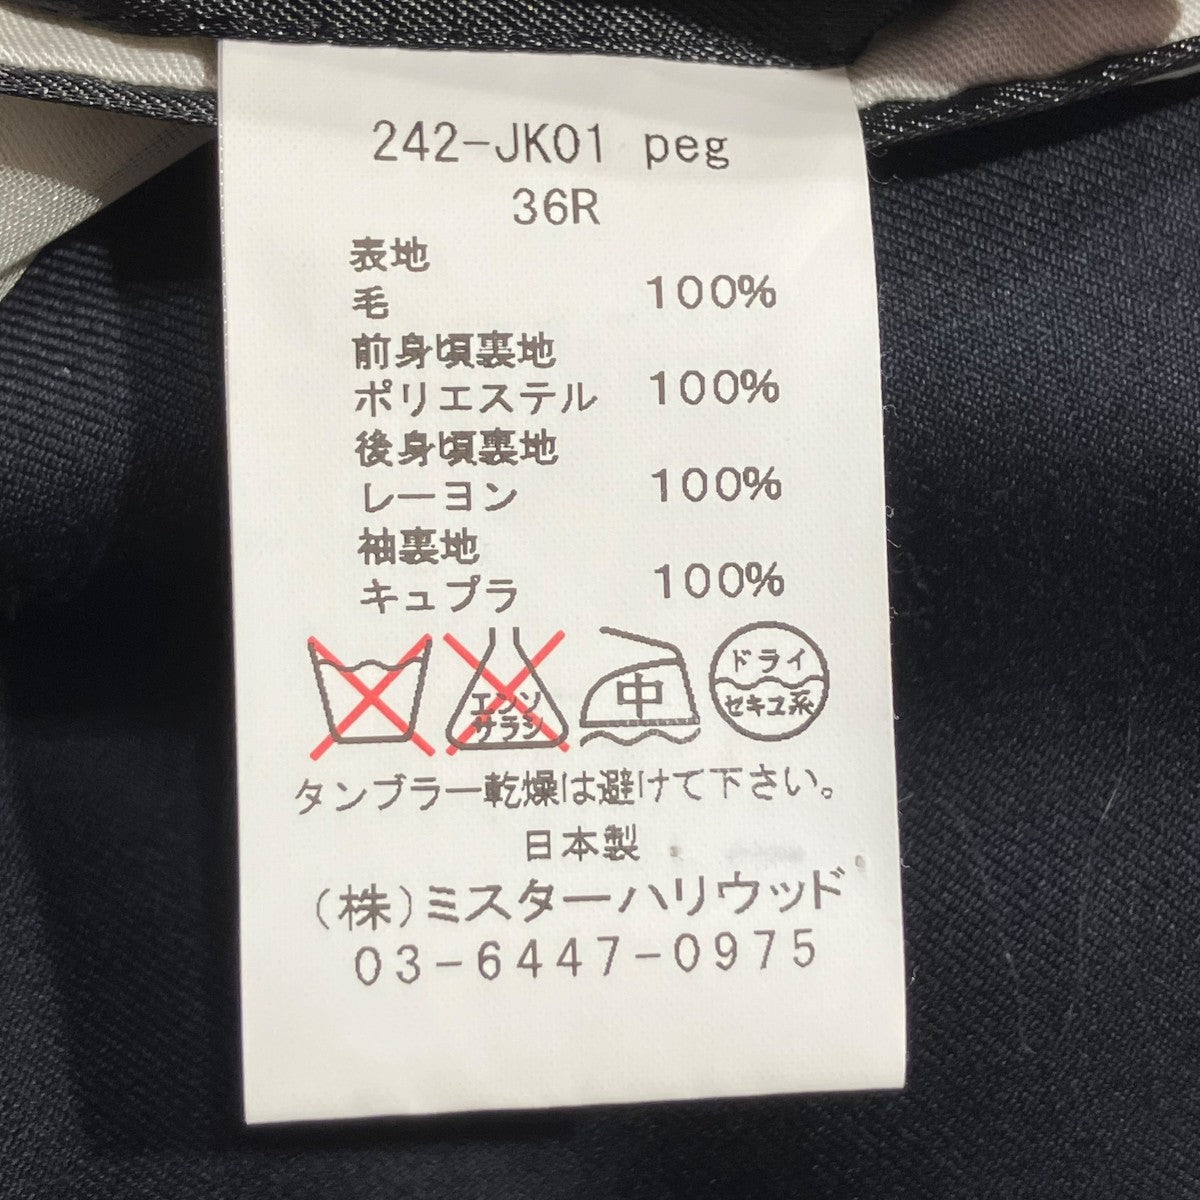 242-JK01 peg
36R
表地
毛 100%
前身頃裏地
ポリエステル 100%
後身頃裏地
レーヨン 100%
袖裏地
キュプラ 100%
エンソ
サラシ
中
ドライ
セキユ系
タンブラー乾燥は避けて下さい。
日本製
(株)ミスターハリウッド
03-6447-0975